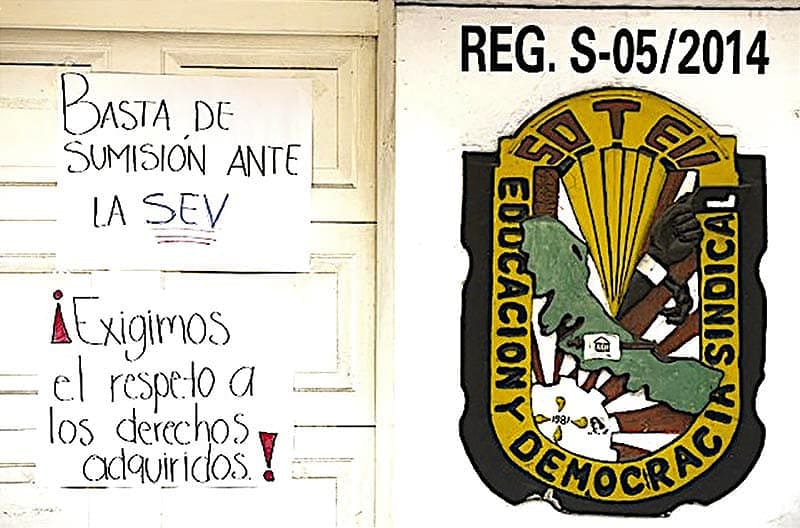 BASTA DE
SUMISIÓN ANTE
LA SEV
¡EXIGIMOS
el respeto a
los derechos
adquiridos.!
REG. S-05/2014
SDTEV
EDUCACION Y DEMOCRACIA SINDICAL
1981